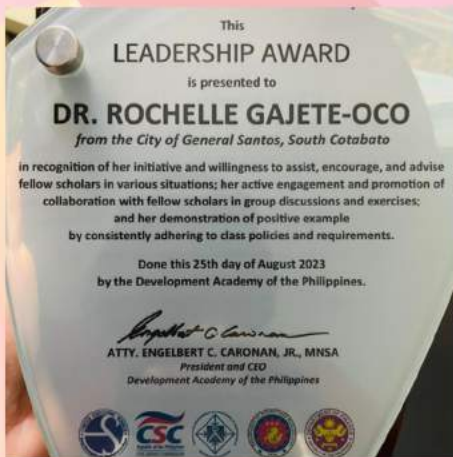 This
LEADERSHIP AWARD
is presented to
DR. ROCHELLE GAJETE-OCO
from the City of General Santos, South Cotabato
in recognition of her initiative and willingness to assist, encourage, and advise
fellow scholars in various situations; her active engagement and promotion of
collaboration with fellow scholars in group discussions and exercises;
and her demonstration of positive example
by consistently adhering to class policies and requirements.
Done this 25th day of August 2023
by the Development Academy of the Philippines.
ATTY. ENGELBERT C. CARONAN, JR., MNSA
President and CEO
Development Academy of the Philippines
CSC